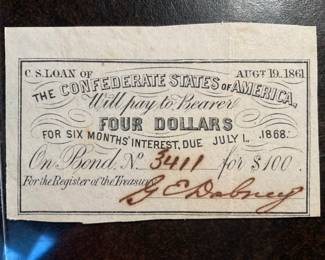 C. S. LOAN OF AUGT 19. 1861
THE CONFEDERATE STATES OF AMERICA,
Will pay to Bearer
FOUR DOLLARS
FOR SIX MONTHS' INTEREST, DUE JULY 1., 1868.
On Bond No. 3411 for $100.
For the Register of the Treasury G E Dabney